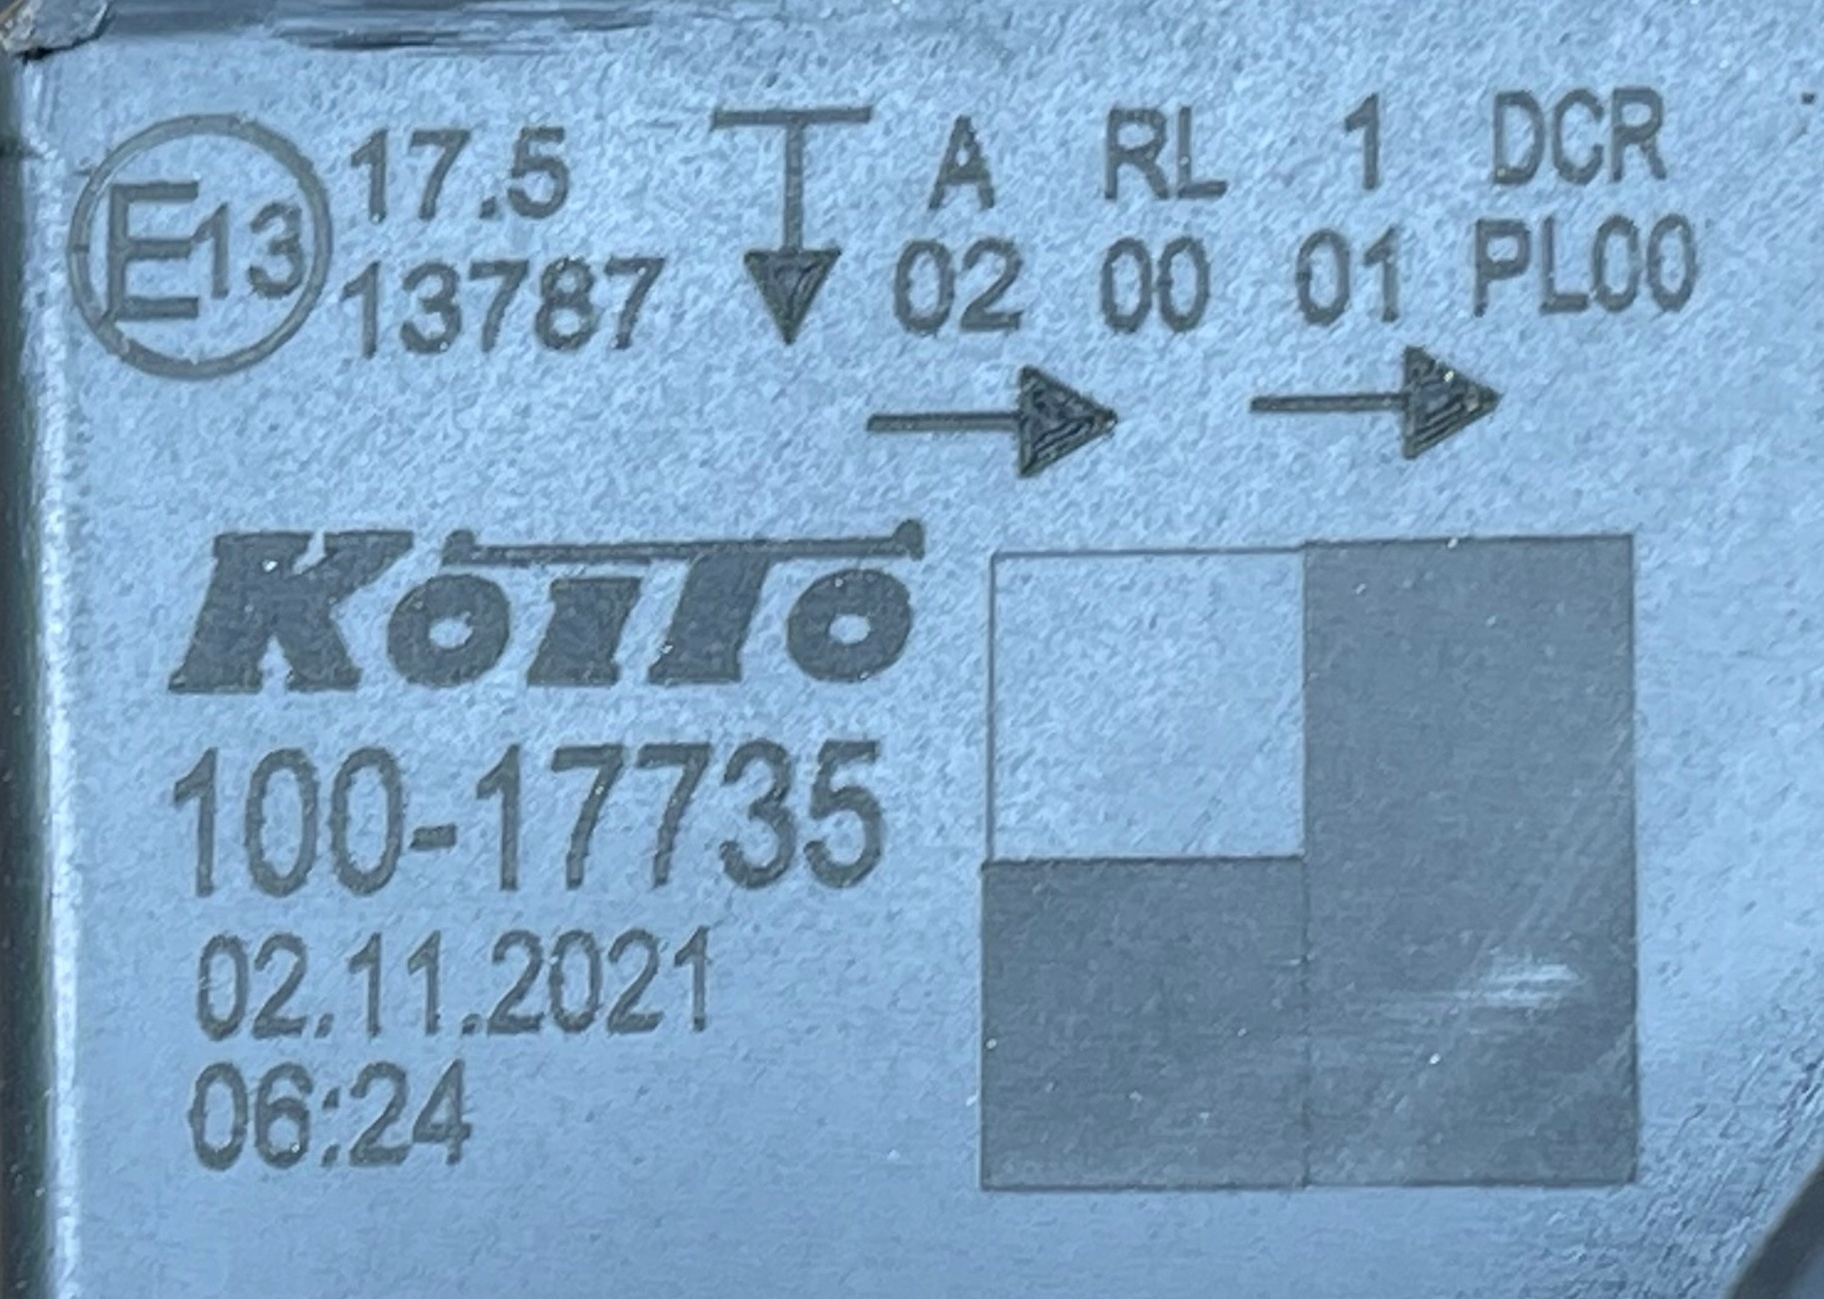 E13 17.5 A RL 1 DCR
13787 02 00 01 PL00
KoiTo
100-17735
02.11.2021
06:24